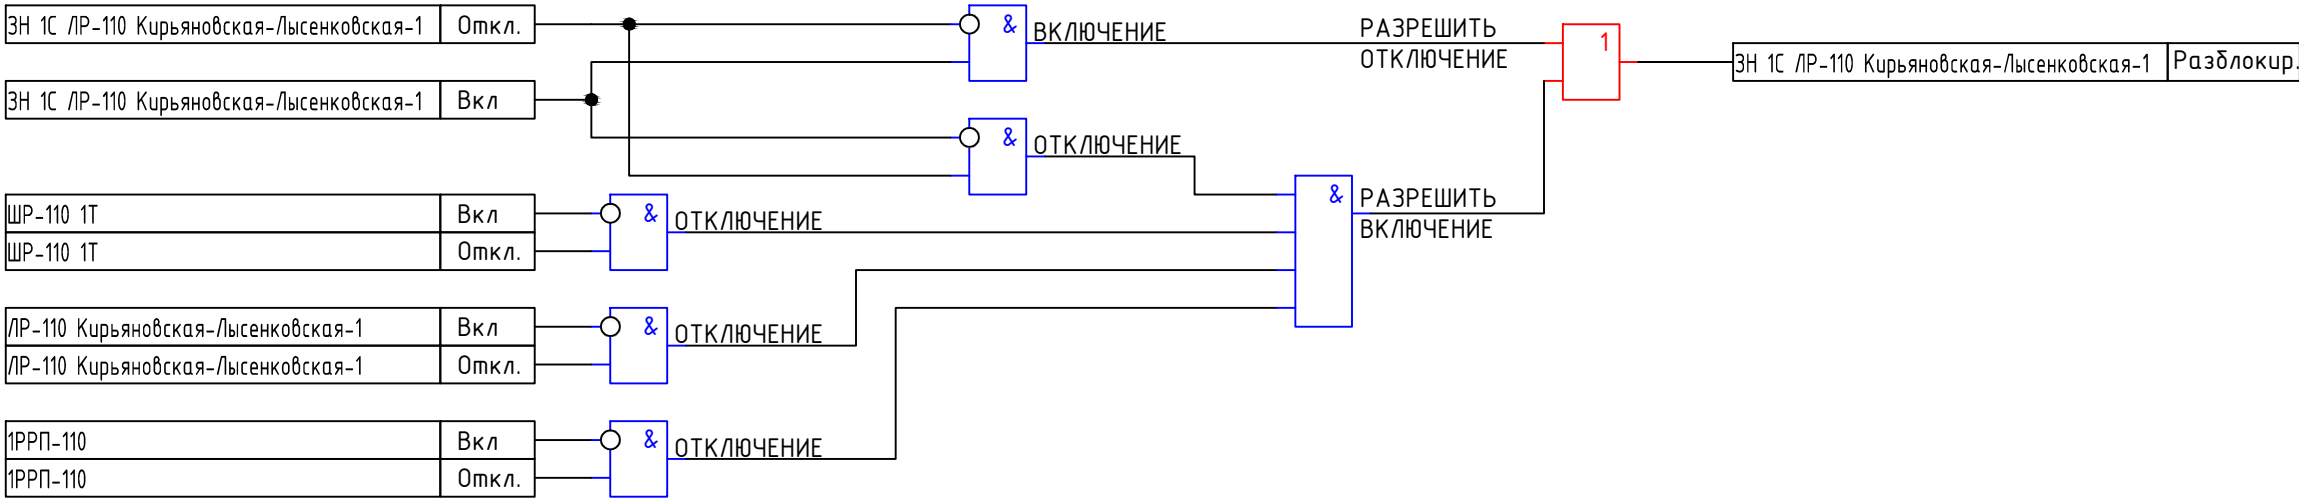 ЗН 1С ЛР-110 Кирьяновская-Лысенковская-1 Откл.
& ВКЛЮЧЕНИЕ
РАЗРЕШИТЬ
ОТКЛЮЧЕНИЕ
1
ЗН 1С ЛР-110 Кирьяновская-Лысенковская-1 Разблокир.
ЗН 1С ЛР-110 Кирьяновская-Лысенковская-1 Вкл
& ОТКЛЮЧЕНИЕ
ШР-110 1Т Вкл
ШР-110 1Т Откл.
& ОТКЛЮЧЕНИЕ
& РАЗРЕШИТЬ
ВКЛЮЧЕНИЕ
ЛР-110 Кирьяновская-Лысенковская-1 Вкл
ЛР-110 Кирьяновская-Лысенковская-1 Откл.
& ОТКЛЮЧЕНИЕ
1РРП-110 Вкл
1РРП-110 Откл.
& ОТКЛЮЧЕНИЕ